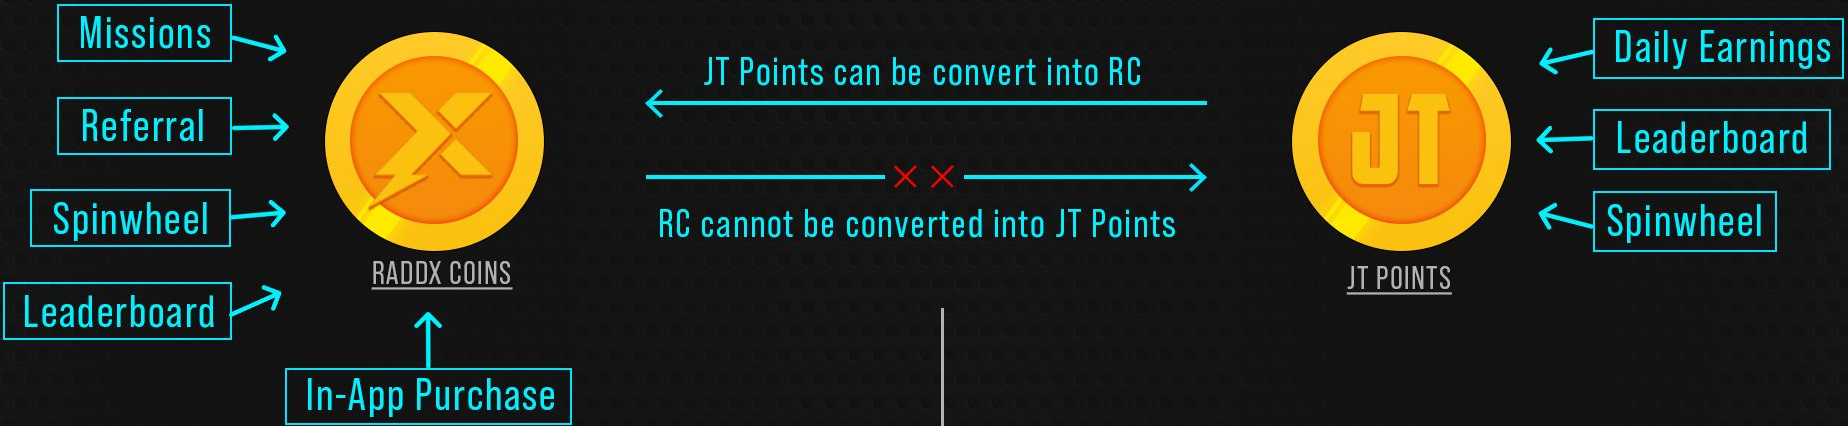 Missions
Referral
Spinwheel
Leaderboard
In-App Purchase
RADDX COINS
JT Points can be convert into RC
RC cannot be converted into JT Points
JT
JT POINTS
Daily Earnings
Leaderboard
Spinwheel